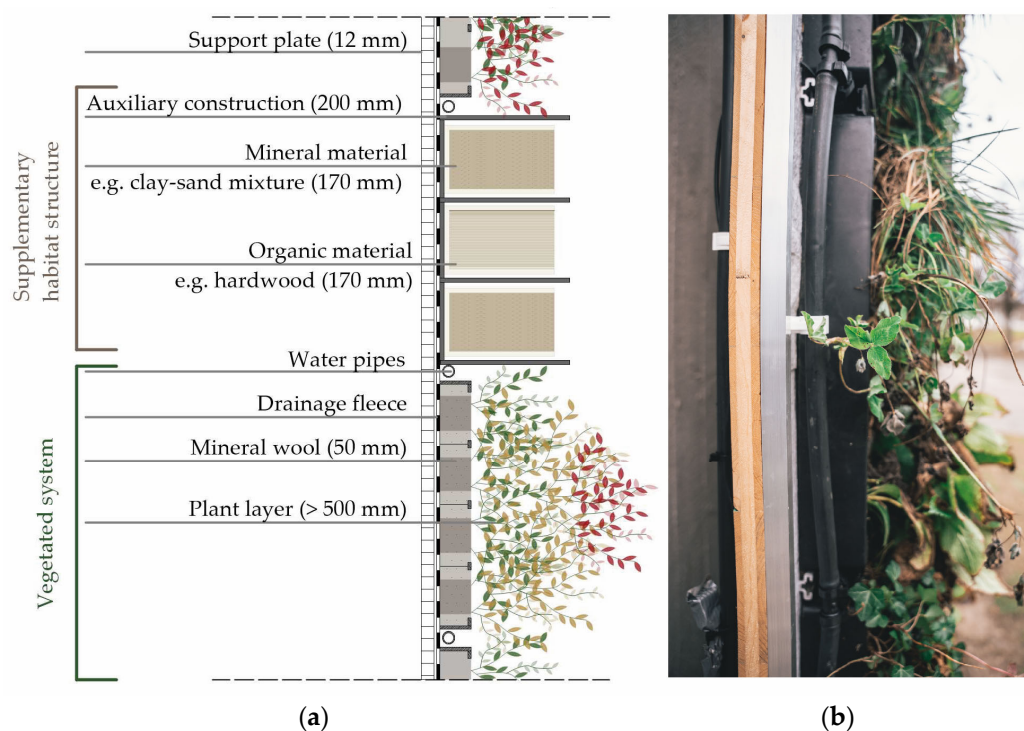 Support plate (12 mm)
Auxiliary construction (200 mm)
Mineral material
e.g. clay-sand mixture (170 mm)
Organic material
e.g. hardwood (170 mm)
Water pipes
Drainage fleece
Mineral wool (50 mm)
Plant layer (> 500 mm)
Supplementary
habitat structure
Vegetated system
(a)
(b)